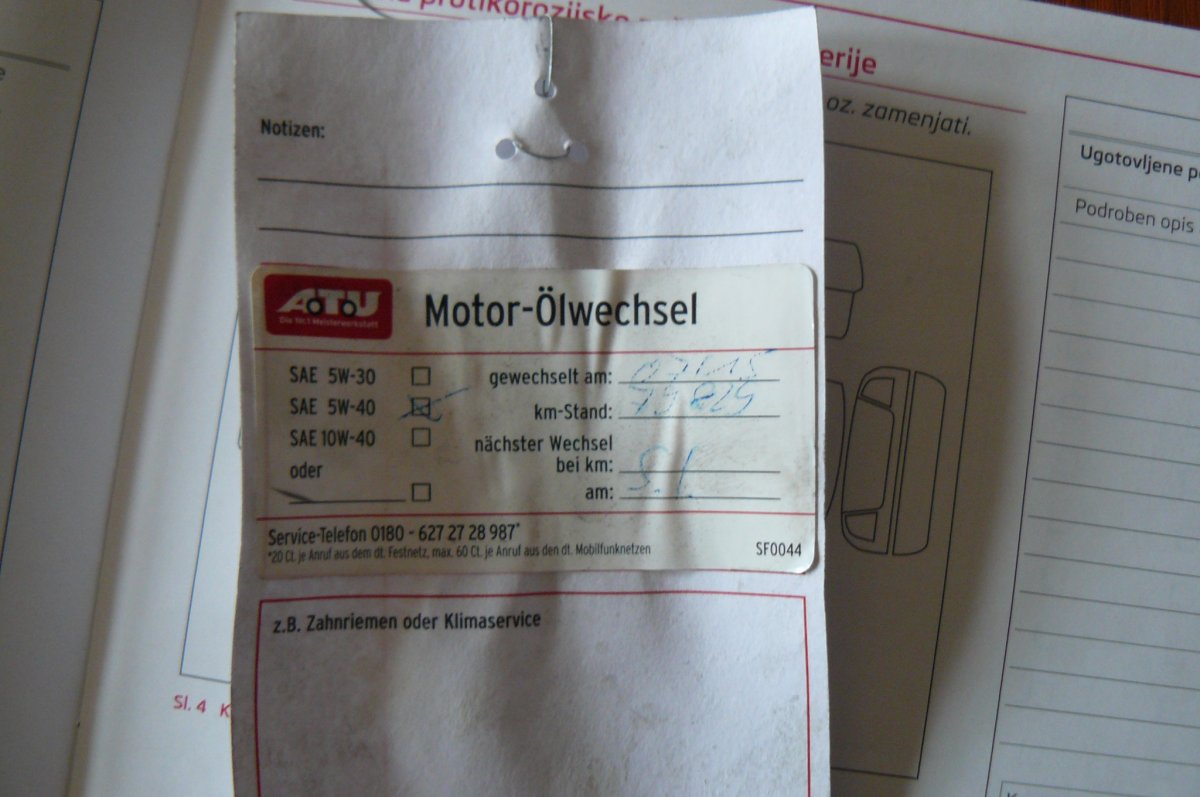 protikorozijsko
erije
oz. zamenjati.
Ugotovljene
Podroben opis
Notizen:
ATU
Die Nr.1 Meisterwerkstatt
Motor-Ölwechsel
SAE 5W-30
gewechselt am:
SAE 5W-40
km-Stand:
SAE 10W-40
nächster Wechsel
oder
bei km:
am:
Service-Telefon 0180 - 627 27 28 987*
*20 Ct. je Anruf aus dem dt. Festnetz, max. 60 Ct. je Anruf aus den dt. Mobilfunknetzen
SF0044
z.B. Zahnriemen oder Klimaservice
Sl. 4